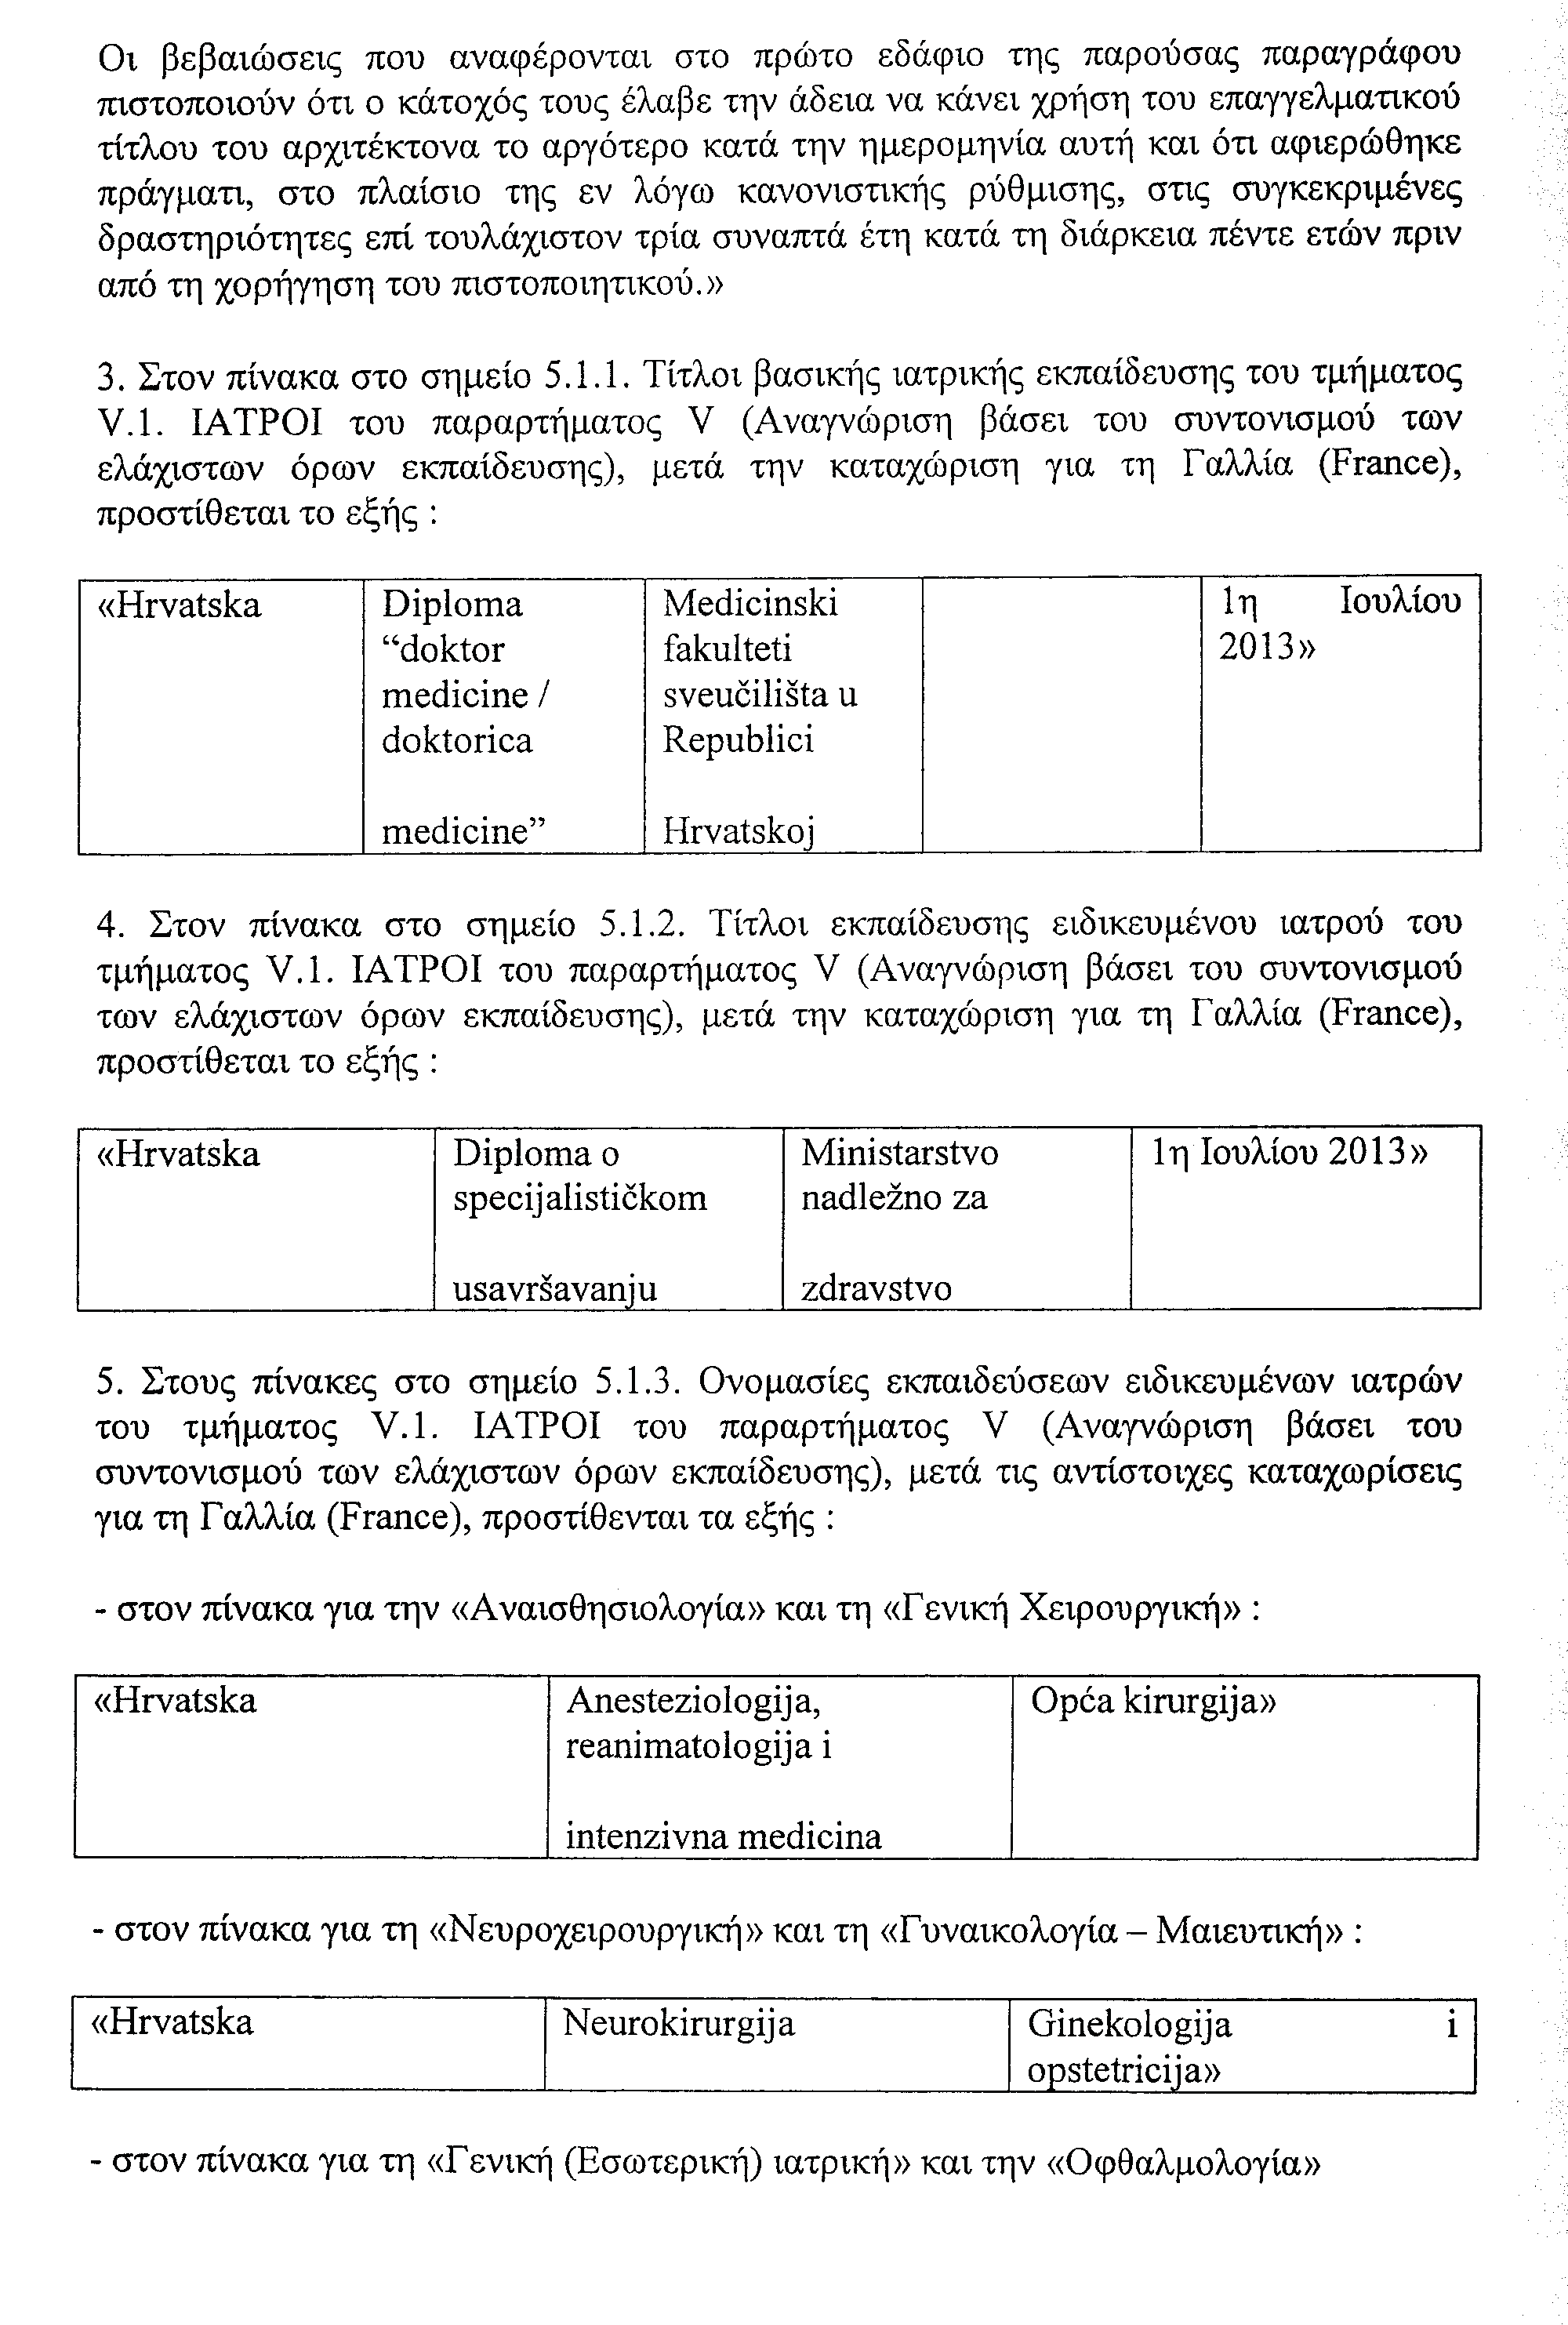 Οι βεβαιώσεις που αναφέρονται στο πρώτο εδάφιο της παρούσας παραγράφου
πιστοποιούν ότι ο κάτοχός τους έλαβε την άδεια να κάνει χρήση του επαγγελματικού
τίτλου του αρχιτέκτονα το αργότερο κατά την ημερομηνία αυτή και ότι αφιερώθηκε
πράγματι, στο πλαίσιο της εν λόγω κανονιστικής ρύθμισης, στις συγκεκριμένες
δραστηριότητες επί τουλάχιστον τρία συναπτά έτη κατά τη διάρκεια πέντε ετών πριν
από τη χορήγηση του πιστοποιητικού.»
3. Στον πίνακα στο σημείο 5.1.1. Τίτλοι βασικής ιατρικής εκπαίδευσης του τμήματος
V.1. ΙΑΤΡΟΙ του παραρτήματος V (Αναγνώριση βάσει του συντονισμού των
ελάχιστων όρων εκπαίδευσης), μετά την καταχώριση για τη Γαλλία (France),
προστίθεται το εξής :
«Hrvatska
Diploma
“doktor
medicine /
doktorica
medicine”
Medicinski
fakulteti
sveučilišta u
Republici
Hrvatskoj
1η Ιουλίου
2013»
4. Στον πίνακα στο σημείο 5.1.2. Τίτλοι εκπαίδευσης ειδικευμένου ιατρού του
τμήματος V.1. ΙΑΤΡΟΙ του παραρτήματος V (Αναγνώριση βάσει του συντονισμού
των ελάχιστων όρων εκπαίδευσης), μετά την καταχώριση για τη Γαλλία (France),
προστίθεται το εξής :
«Hrvatska
Diploma o
specijalističkom
usavršavanju
Ministarstvo
nadležno za
zdravstvo
1η Ιουλίου 2013»
5. Στους πίνακες στο σημείο 5.1.3. Ονομασίες εκπαιδεύσεων ειδικευμένων ιατρών
του τμήματος V.1. ΙΑΤΡΟΙ του παραρτήματος V (Αναγνώριση βάσει του
συντονισμού των ελάχιστων όρων εκπαίδευσης), μετά τις αντίστοιχες καταχωρίσεις
για τη Γαλλία (France), προστίθενται τα εξής :
- στον πίνακα για την «Αναισθησιολογία» και τη «Γενική Χειρουργική» :
«Hrvatska
Anesteziologija,
reanimatologija i
intenzivna medicina
Opća kirurgija»
- στον πίνακα για τη «Νευροχειρουργική» και τη «Γυναικολογία – Μαιευτική» :
«Hrvatska
Neurokirurgija
Ginekologija i
opstetricija»
- στον πίνακα για τη «Γενική (Εσωτερική) ιατρική» και την «Οφθαλμολογία»